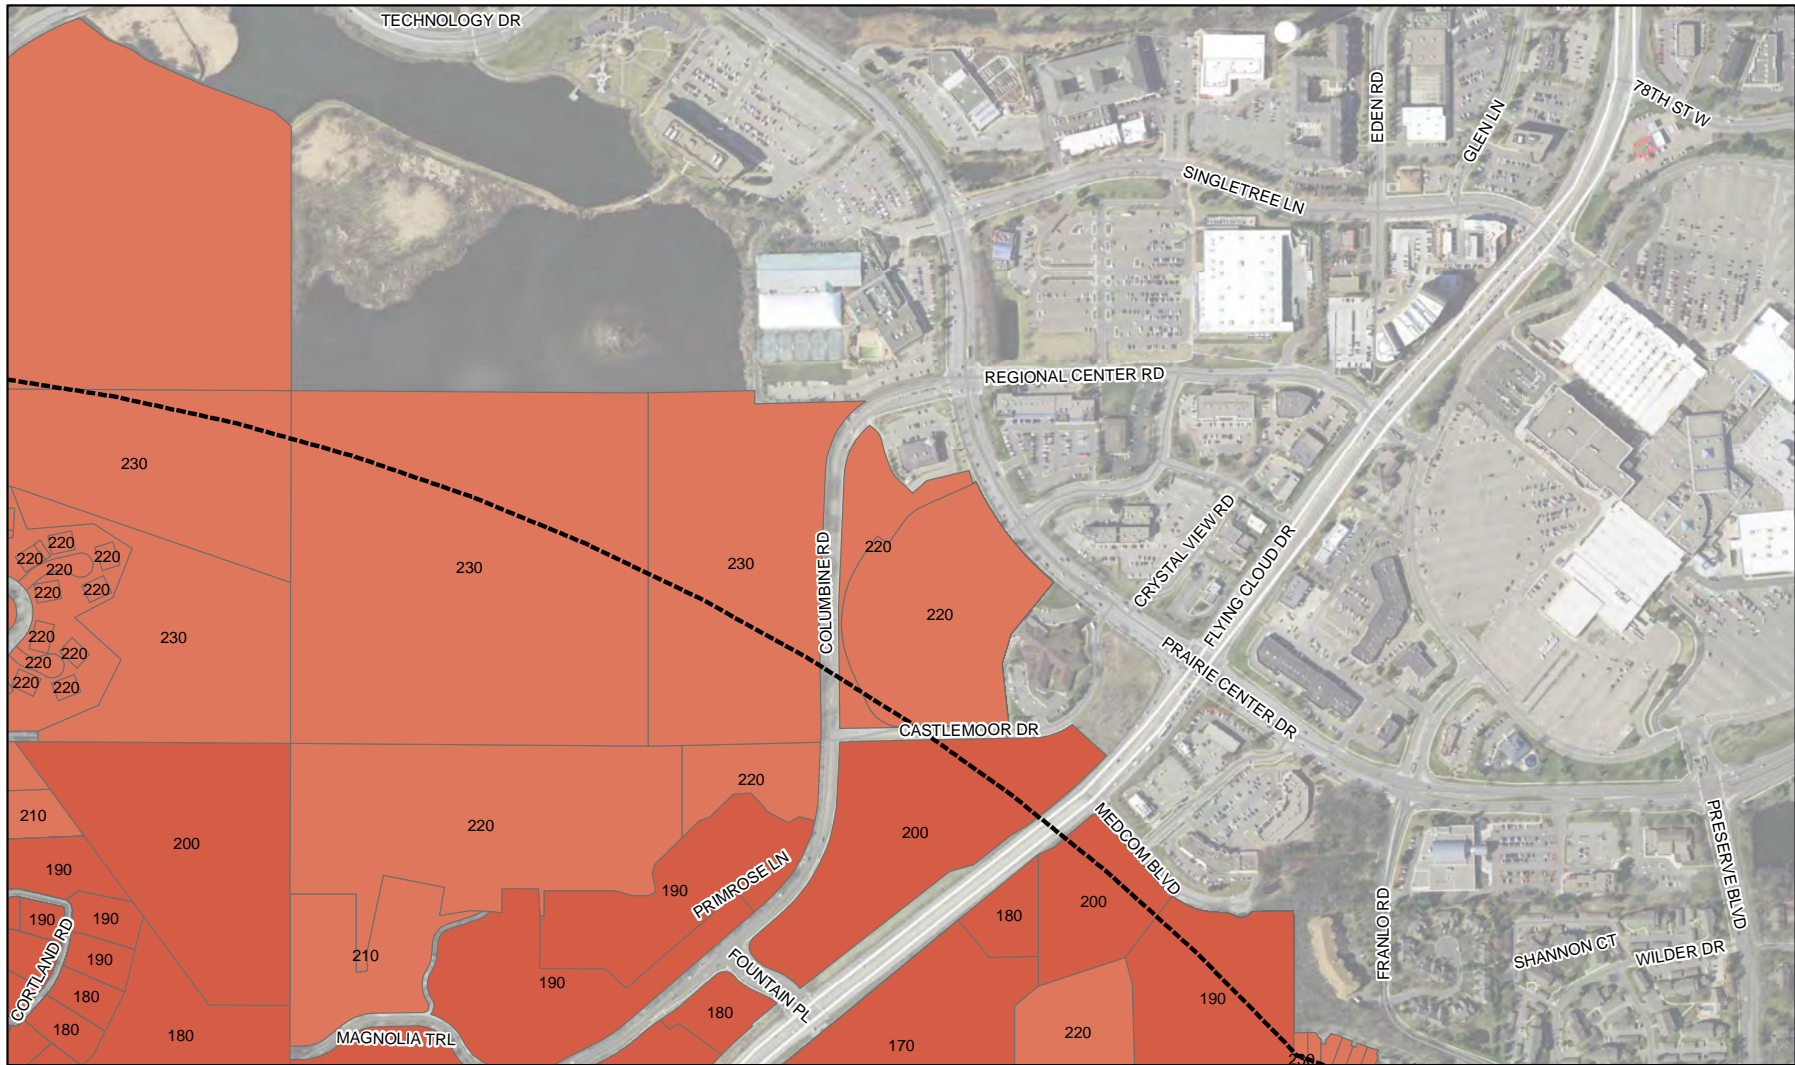 TECHNOLOGY DR
EDEN RD
78TH ST W
GLEN LN
SINGLETREE LN
REGIONAL CENTER RD
230
CRYSTAL VIEW RD
FLYING CLOUD DR
220
220
220
220
220
220
220
220
230
230
COLUMBINE RD
220
220
230
220
220
220
220
220
PRAIRIE CENTER DR
CASTLEMOOR DR
220
210
200
220
200
MEDCOM BLVD
PRESERVE BLVD
190
190
PRIMROSE LN
200
180
FRANLO RD
190
190
CORTLAND RD
190
210
190
FOUNTAIN PL
SHANNON CT
WILDER DR
180
180
190
180
180
MAGNOLIA TRL
170
220